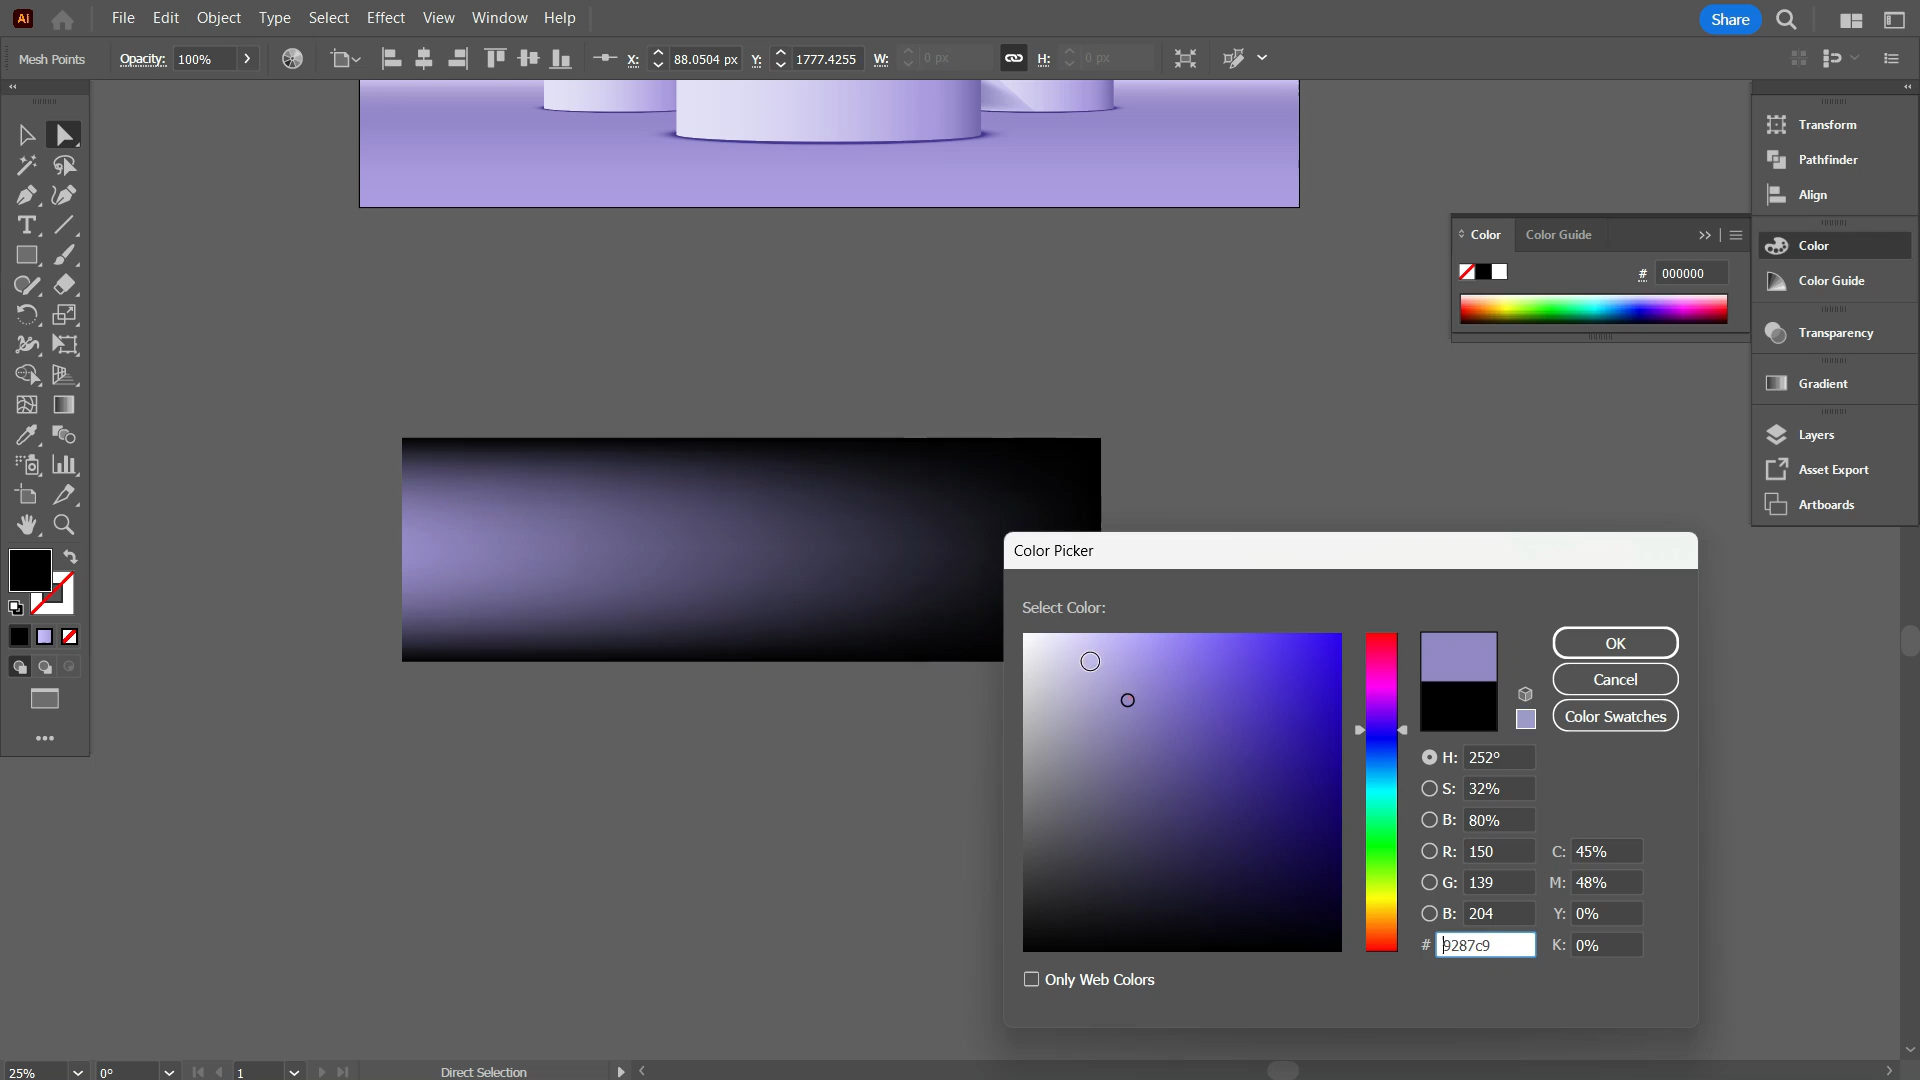 Ai File Edit Object Type Select Effect View Window Help Share
Mesh Points Opacity: 100% X: 88.0504 px Y: 1777.4255 W: 0 px H: 0 px
Transform
Pathfinder
Align
Color
Color Guide
Transparency
Gradient
Layers
Asset Export
Artboards
Color Color Guide
# 000000
Color Picker
Select Color:
OK
Cancel
Color Swatches
H: 252°
S: 32%
B: 80%
R: 150 C: 45%
G: 139 M: 48%
B: 204 Y: 0%
# 9287c9 K: 0%
Only Web Colors
25% 0° 1 Direct Selection